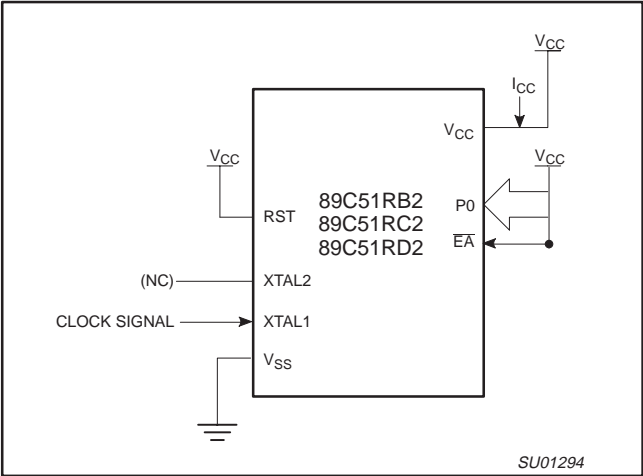 VCC
ICC
VCC
VCC
VCC
89C51RB2
89C51RC2
89C51RD2
P0
RST
EA
(NC)
XTAL2
CLOCK SIGNAL
XTAL1
VSS
SU01294